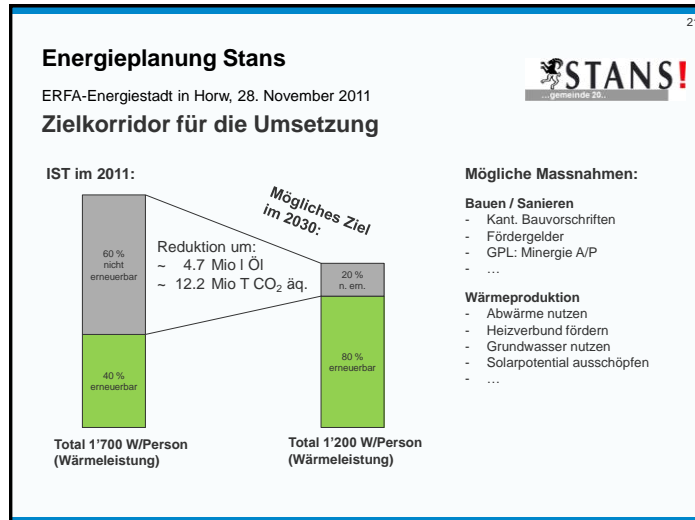 21
Energieplanung Stans
STANS!
...gemeinde 20..
ERFA-Energiestadt in Horw, 28. November 2011
Zielkorridor für die Umsetzung
IST im 2011:
Mögliches Ziel
im 2030:
60 %
nicht
erneuerbar
40 %
erneuerbar
Reduktion um:
~ 4.7 Mio l Öl
~ 12.2 Mio T CO₂ äq.
20 %
n. ern.
80 %
erneuerbar
Total 1'700 W/Person
(Wärmeleistung)
Total 1'200 W/Person
(Wärmeleistung)
Mögliche Massnahmen:
Bauen / Sanieren
- Kant. Bauvorschriften
- Fördergelder
- GPL: Minergie A/P
- …
Wärmeproduktion
- Abwärme nutzen
- Heizverbund fördern
- Grundwasser nutzen
- Solarpotential ausschöpfen
- …